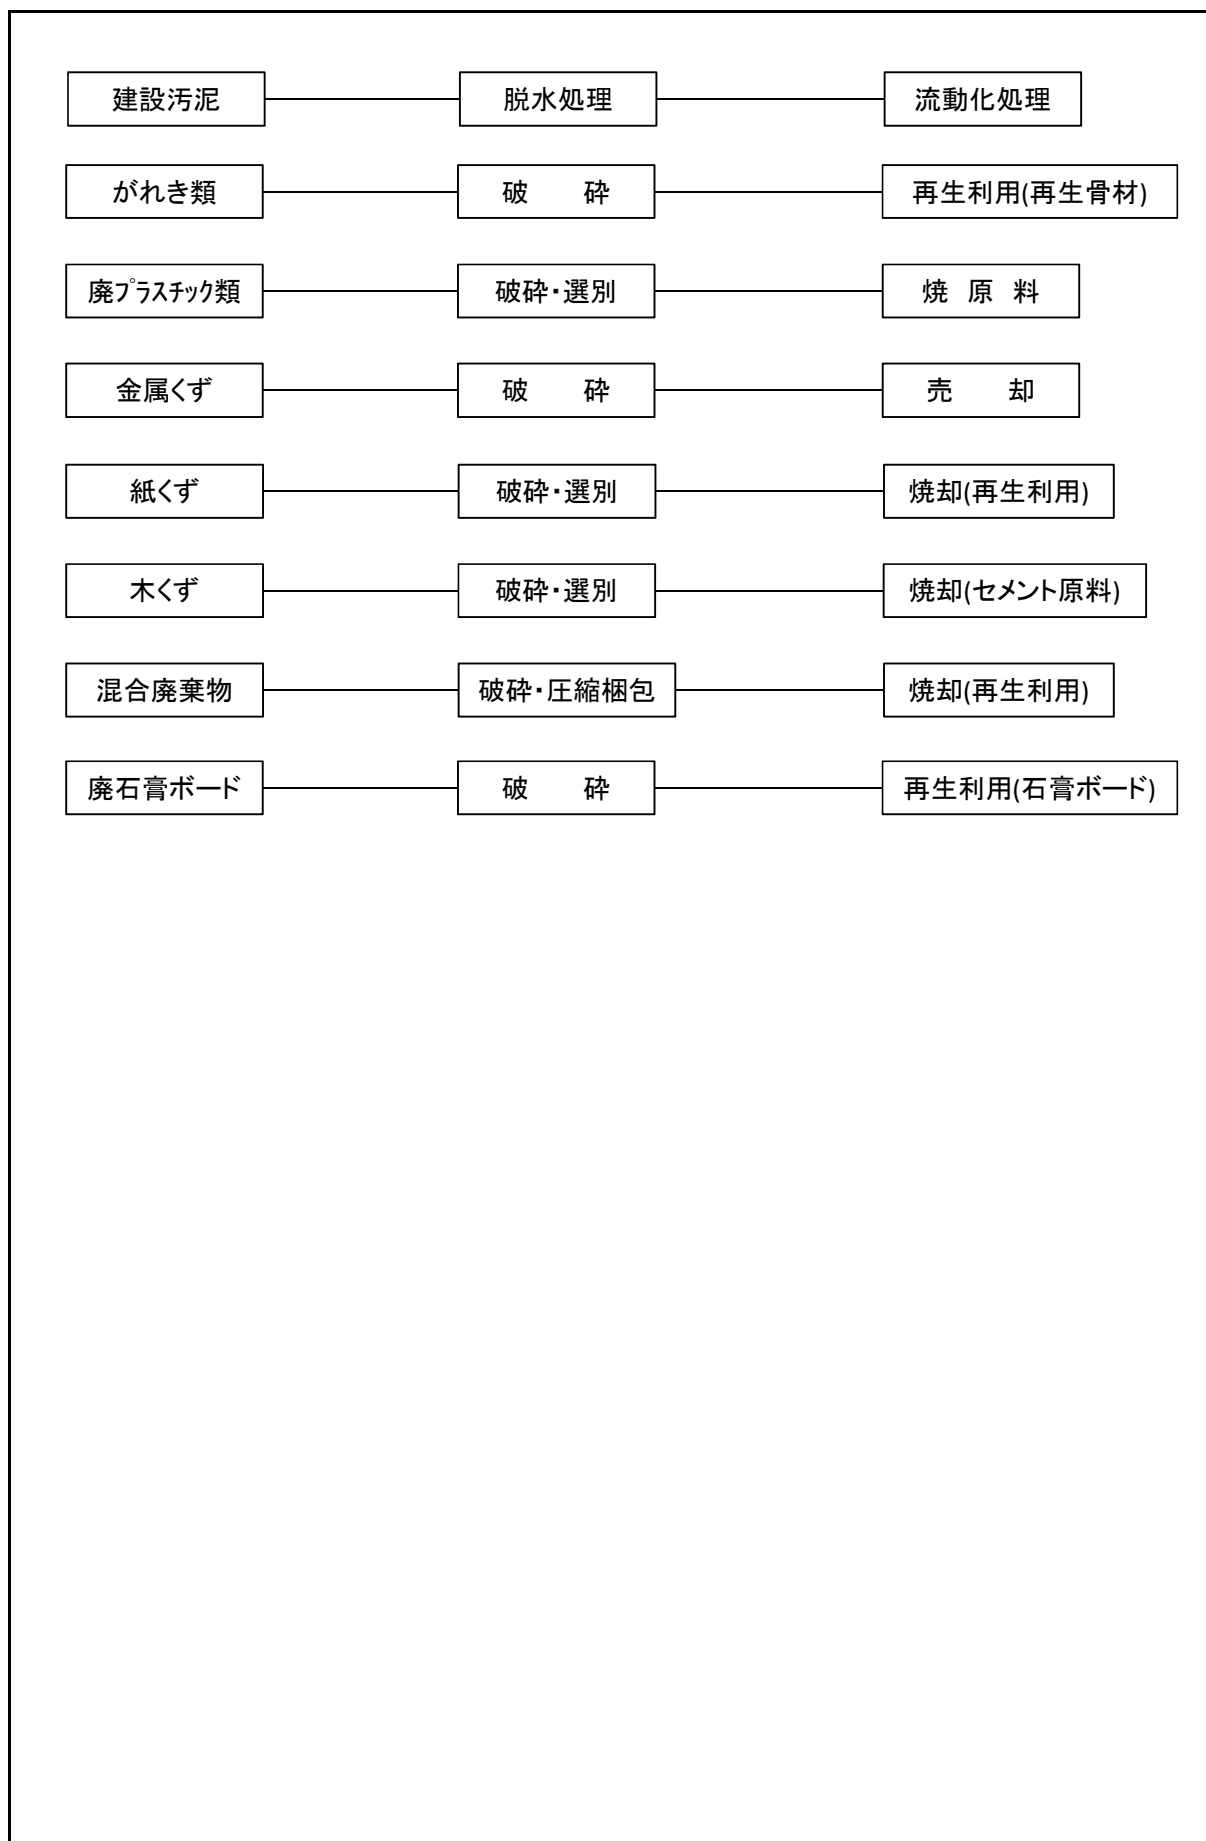 建設汚泥 脱水処理 流動化処理
がれき類 破　　砕 再生利用(再生骨材)
廃ﾌﾟﾗｽﾁｯｸ類 破砕・選別 焼　原　料
金属くず 破　　砕 売　　却
紙くず 破砕・選別 焼却(再生利用)
木くず 破砕・選別 焼却(セメント原料)
混合廃棄物 破砕・圧縮梱包 焼却(再生利用)
廃石膏ボード 破　　砕 再生利用(石膏ボード)